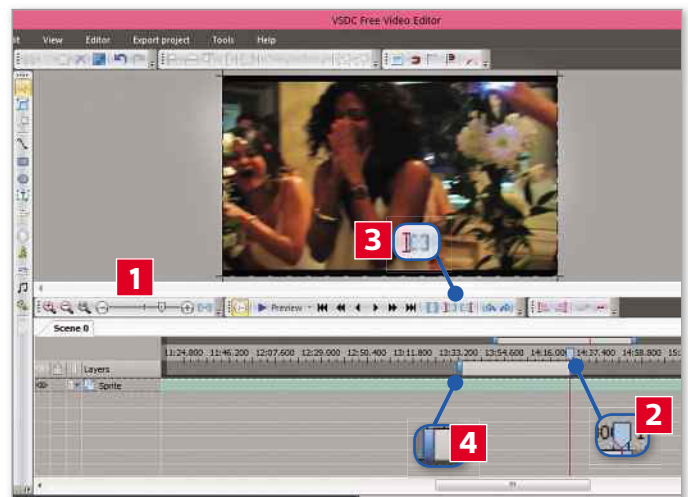 VSDC Free Video Editor
it View Editor Export project Tools Help
3
1
Preview
Scene 0
11:24.800 11:46.200 12:07.600 12:29.000 12:50.400 13:11.800 13:33.200 13:54.600 14:16.000 14:37.400 14:58.800 15:
Layers
Sprite
2
4